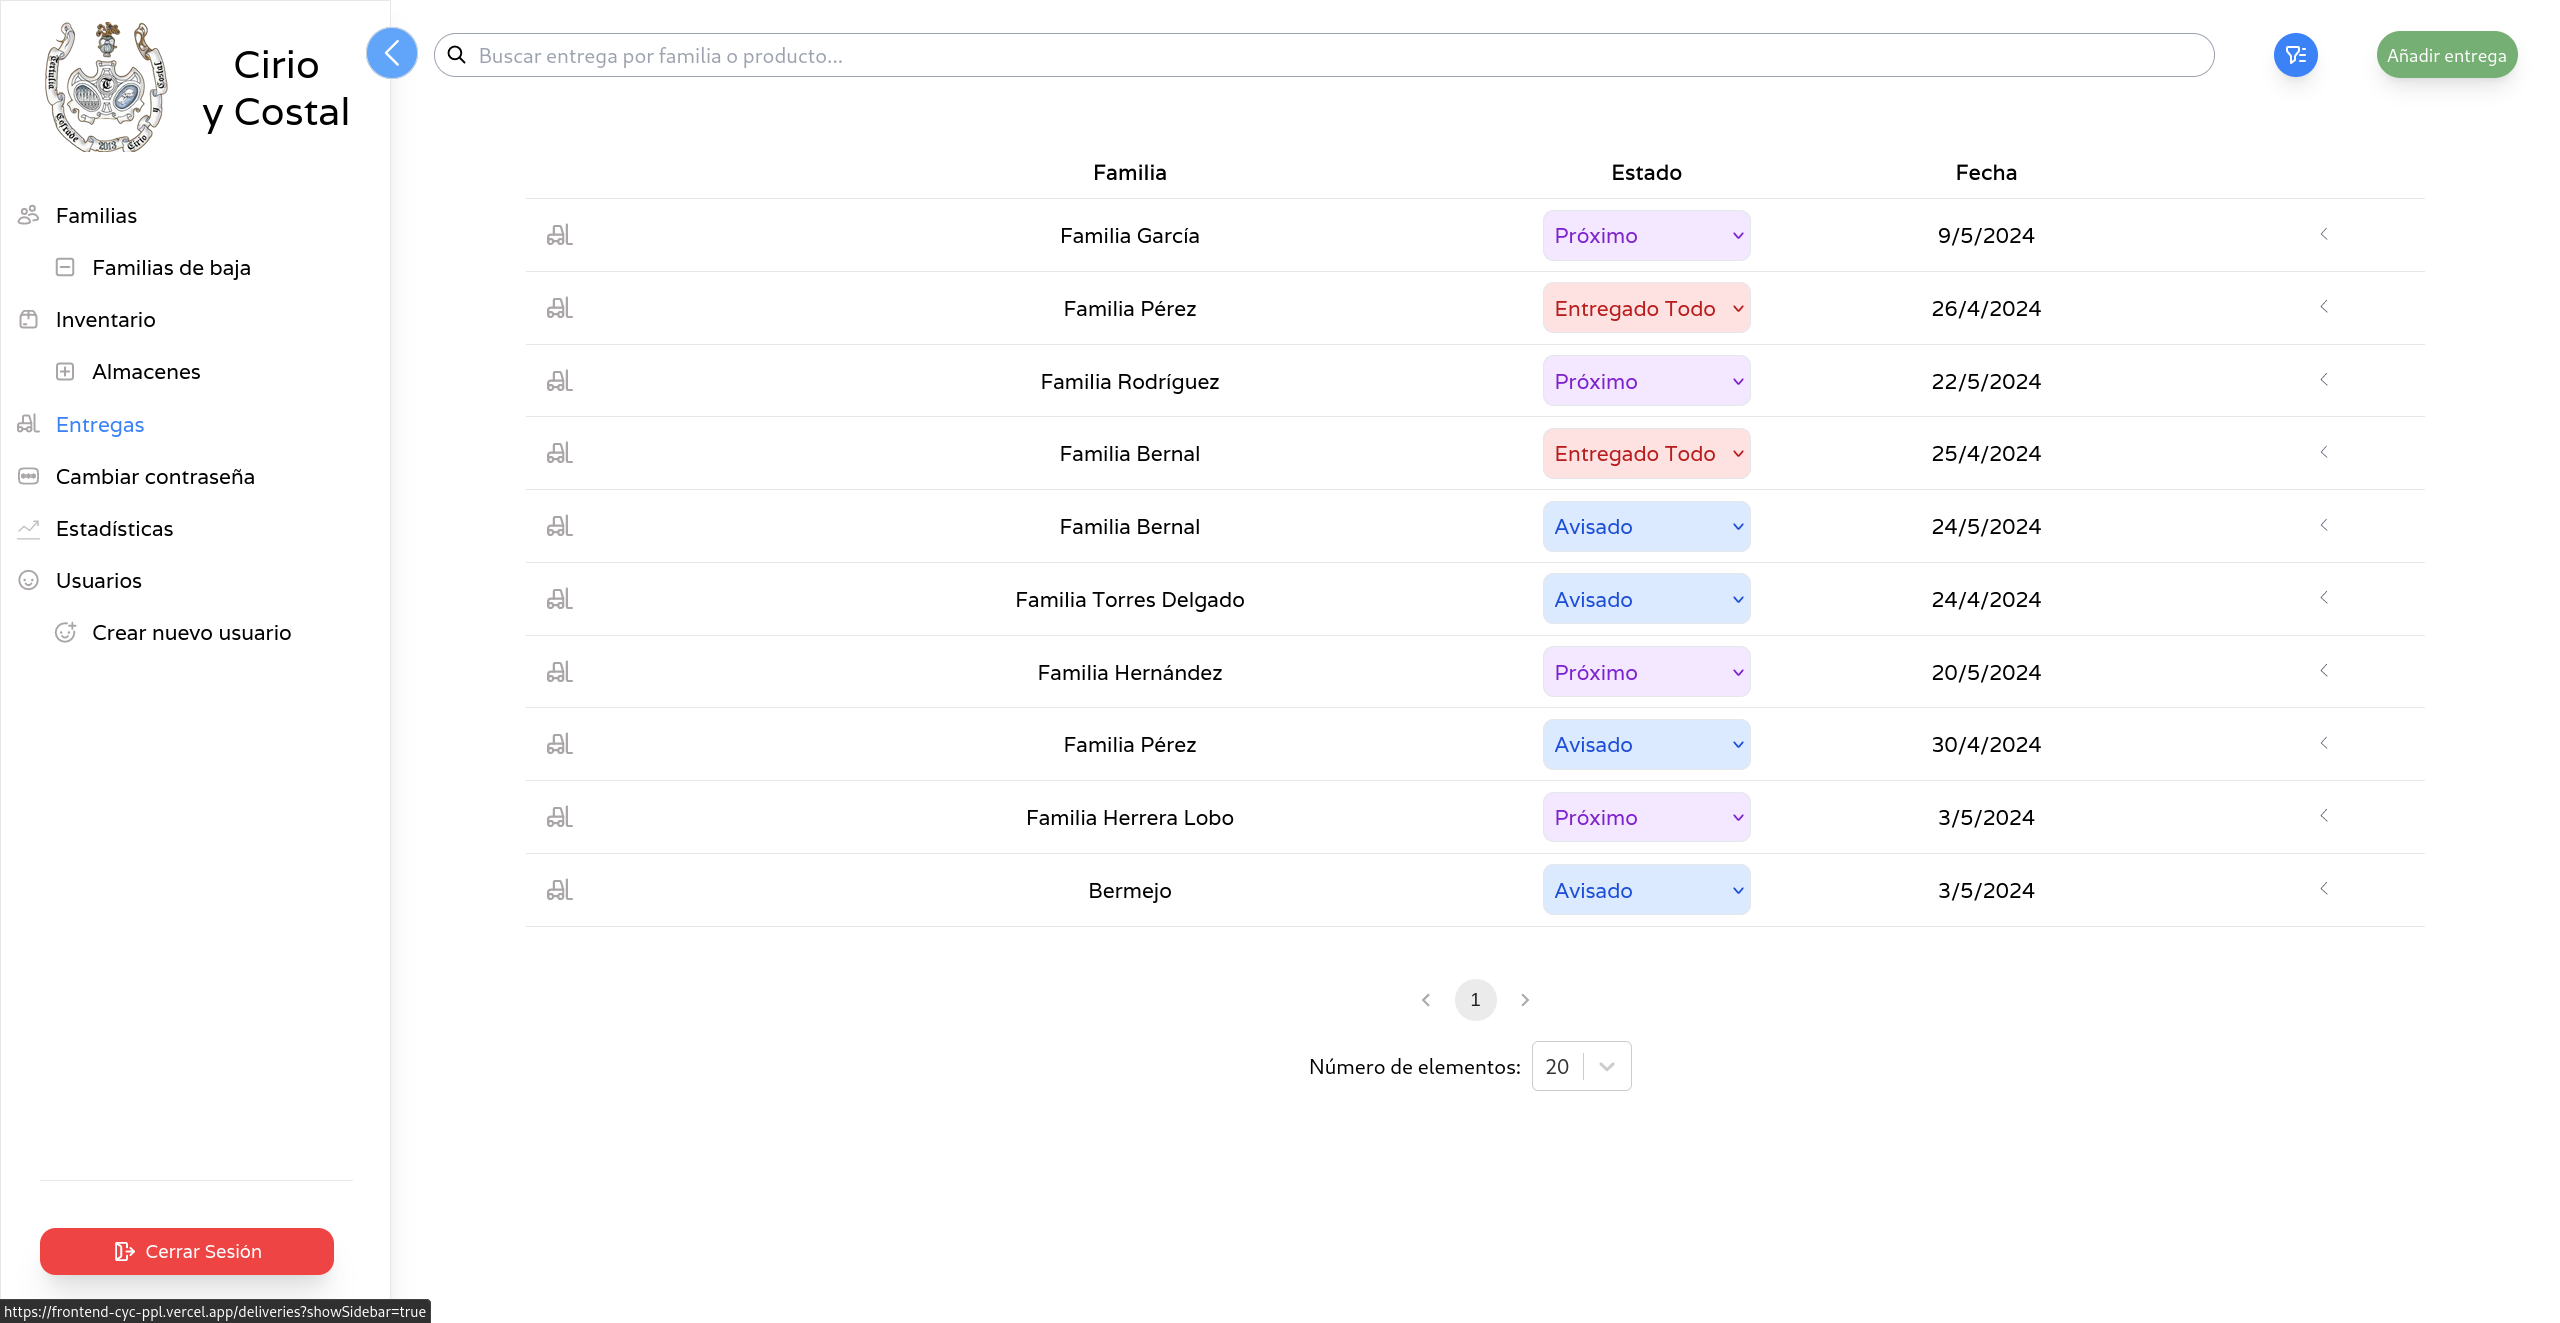 Cirio
y Costal
Tertulia
Cofrade
2013
Cirio
y
Costal
Familias
Familias de baja
Inventario
Almacenes
Entregas
Cambiar contraseña
Estadísticas
Usuarios
Crear nuevo usuario
Cerrar Sesión
https://frontend-cyc-ppl.vercel.app/deliveries?showSidebar=true
Buscar entrega por familia o producto...
Añadir entrega
Familia Estado Fecha
Familia García Próximo 9/5/2024
Familia Pérez Entregado Todo 26/4/2024
Familia Rodríguez Próximo 22/5/2024
Familia Bernal Entregado Todo 25/4/2024
Familia Bernal Avisado 24/5/2024
Familia Torres Delgado Avisado 24/4/2024
Familia Hernández Próximo 20/5/2024
Familia Pérez Avisado 30/4/2024
Familia Herrera Lobo Próximo 3/5/2024
Bermejo Avisado 3/5/2024
1
Número de elementos: 20